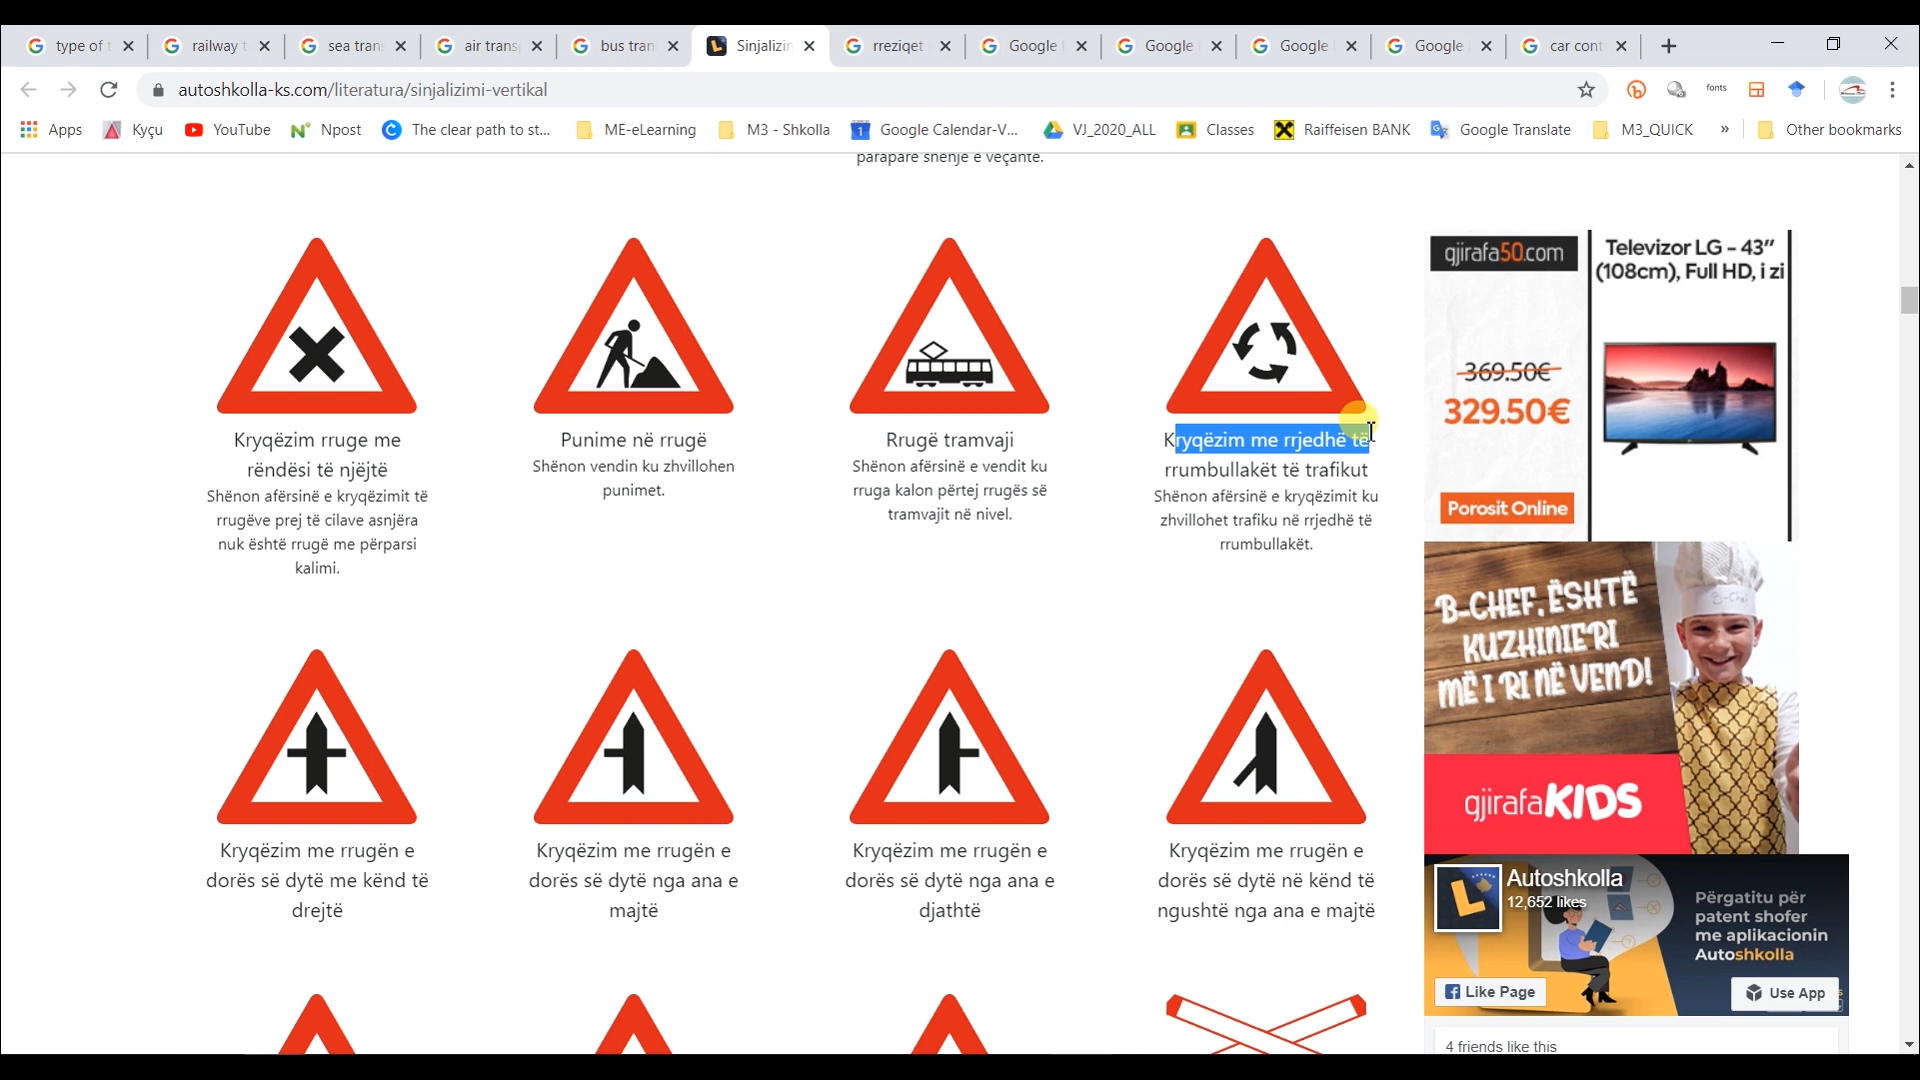 type of t
railway t
sea trans
air transp
bus tran
Sinjalizim
rreziqet
Google
Google
Google
Google
car cont
autoshkolla-ks.com/literatura/sinjalizimi-vertikal
fonts
Apps
Kyçu
YouTube
Npost
The clear path to st...
ME-eLearning
M3 - Shkolla
Google Calendar-V...
VJ_2020_ALL
Classes
Raiffeisen BANK
Google Translate
M3_QUICK
»
Other bookmarks
paraparë shenjë e veçantë.
Kryqëzim rruge me
rëndësi të njëjtë
Shënon afërsinë e kryqëzimit të
rrugëve prej të cilave asnjëra
nuk është rrugë me përparsi
kalimi.
Punime në rrugë
Shënon vendin ku zhvillohen
punimet.
Rrugë tramvaji
Shënon afërsinë e vendit ku
rruga kalon përtej rrugës së
tramvajit në nivel.
Kryqëzim me rrjedhë të
rrumbullakët të trafikut
Shënon afërsinë e kryqëzimit ku
zhvillohet trafiku në rrjedhë të
rrumbullakët.
Kryqëzim me rrugën e
dorës së dytë me kënd të
drejtë
Kryqëzim me rrugën e
dorës së dytë nga ana e
majtë
Kryqëzim me rrugën e
dorës së dytë nga ana e
djathtë
Kryqëzim me rrugën e
dorës së dytë në kënd të
ngushtë nga ana e majtë
gjirafa50.com
Televizor LG - 43"
(108cm), Full HD, i zi
369.50€
329.50€
Porosit Online
B-CHEF, ËSHTË
KUZHINIERI
MË I RI NË VEND!
B-Chef
gjirafaKIDS
Autoshkolla
12,652 likes
Përgatitu për
patent shofer
me aplikacionin
Autoshkolla
Like Page
Use App
4 friends like this